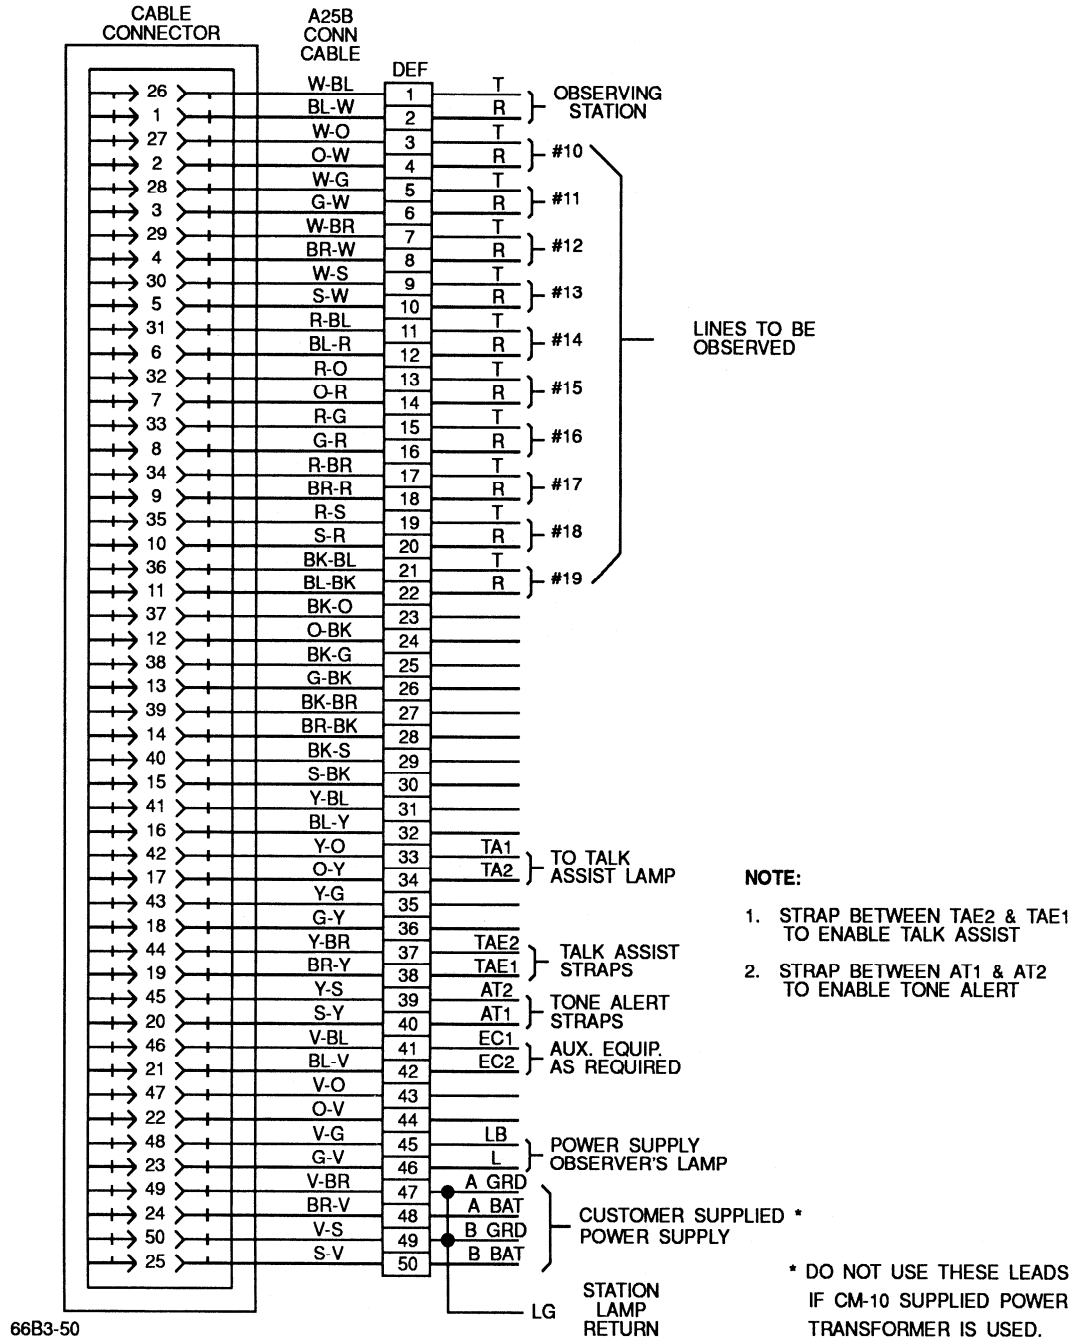 CABLE CONNECTOR
A25B CONN CABLE
DEF
26 W-BL 1 T
1 BL-W 2 R
OBSERVING STATION
27 W-O 3 T
2 O-W 4 R
#10
28 W-G 5 T
3 G-W 6 R
#11
29 W-BR 7 T
4 BR-W 8 R
#12
30 W-S 9 T
5 S-W 10 R
#13
31 R-BL 11 T
6 BL-R 12 R
#14
LINES TO BE OBSERVED
32 R-O 13 T
7 O-R 14 R
#15
33 R-G 15 T
8 G-R 16 R
#16
34 R-BR 17 T
9 BR-R 18 R
#17
35 R-S 19 T
10 S-R 20 R
#18
36 BK-BL 21 T
11 BL-BK 22 R
#19
37 BK-O 23
12 O-BK 24
38 BK-G 25
13 G-BK 26
39 BK-BR 27
14 BR-BK 28
40 BK-S 29
15 S-BK 30
41 Y-BL 31
16 BL-Y 32
42 Y-O 33 TA1
17 O-Y 34 TA2
TO TALK ASSIST LAMP
43 Y-G 35
18 G-Y 36
44 Y-BR 37 TAE2
19 BR-Y 38 TAE1
TALK ASSIST STRAPS
45 Y-S 39 AT2
20 S-Y 40 AT1
TONE ALERT STRAPS
46 V-BL 41 EC1
21 BL-V 42 EC2
AUX. EQUIP. AS REQUIRED
47 V-O 43
22 O-V 44
48 V-G 45 LB
23 G-V 46 L
POWER SUPPLY OBSERVER'S LAMP
49 V-BR 47 A GRD
24 BR-V 48 A BAT
50 V-S 49 B GRD
25 S-V 50 B BAT
CUSTOMER SUPPLIED *
POWER SUPPLY
LG
STATION LAMP RETURN
NOTE:
1. STRAP BETWEEN TAE2 & TAE1
TO ENABLE TALK ASSIST
2. STRAP BETWEEN AT1 & AT2
TO ENABLE TONE ALERT
* DO NOT USE THESE LEADS
IF CM-10 SUPPLIED POWER
TRANSFORMER IS USED.
66B3-50